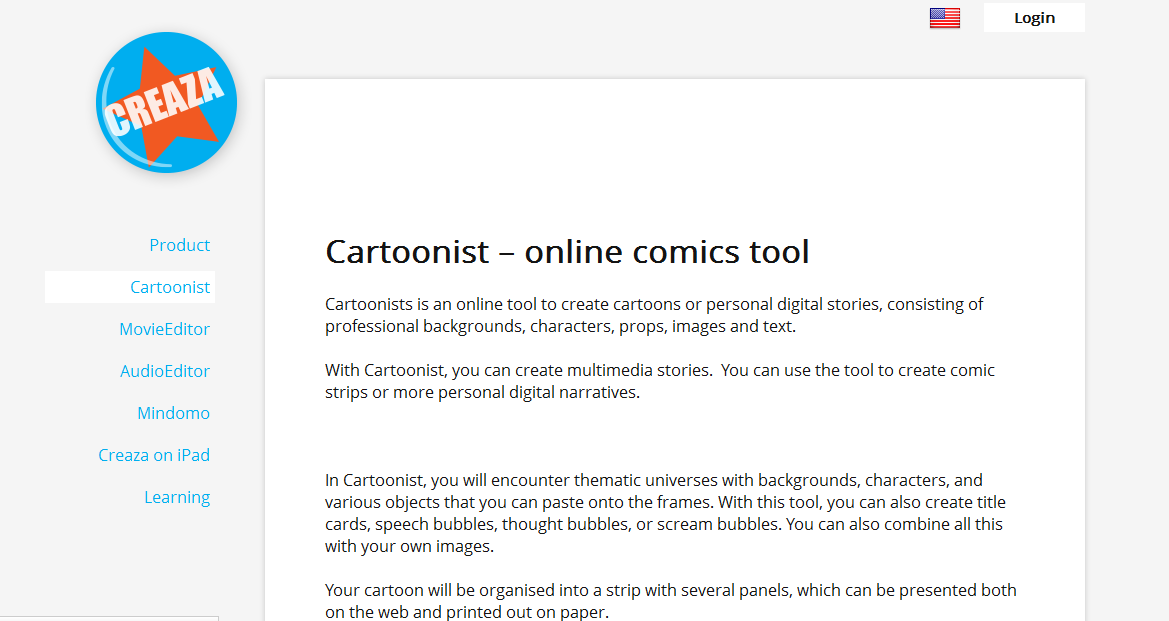 Login
CREAZA
Product
Cartoonist
MovieEditor
AudioEditor
Mindomo
Creaza on iPad
Learning
Cartoonist – online comics tool
Cartoonists is an online tool to create cartoons or personal digital stories, consisting of
professional backgrounds, characters, props, images and text.
With Cartoonist, you can create multimedia stories.  You can use the tool to create comic
strips or more personal digital narratives.
In Cartoonist, you will encounter thematic universes with backgrounds, characters, and
various objects that you can paste onto the frames. With this tool, you can also create title
cards, speech bubbles, thought bubbles, or scream bubbles. You can also combine all this
with your own images.
Your cartoon will be organised into a strip with several panels, which can be presented both
on the web and printed out on paper.